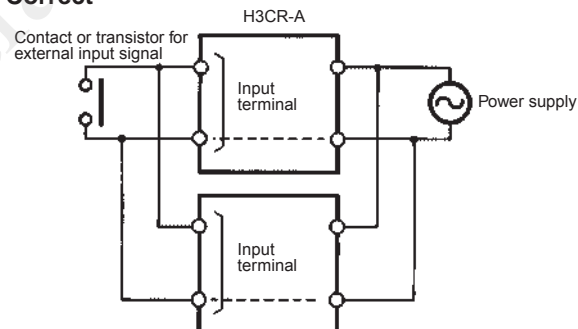 Correct
H3CR-A
Contact or transistor for
external input signal
Input
terminal
Power supply
Input
terminal